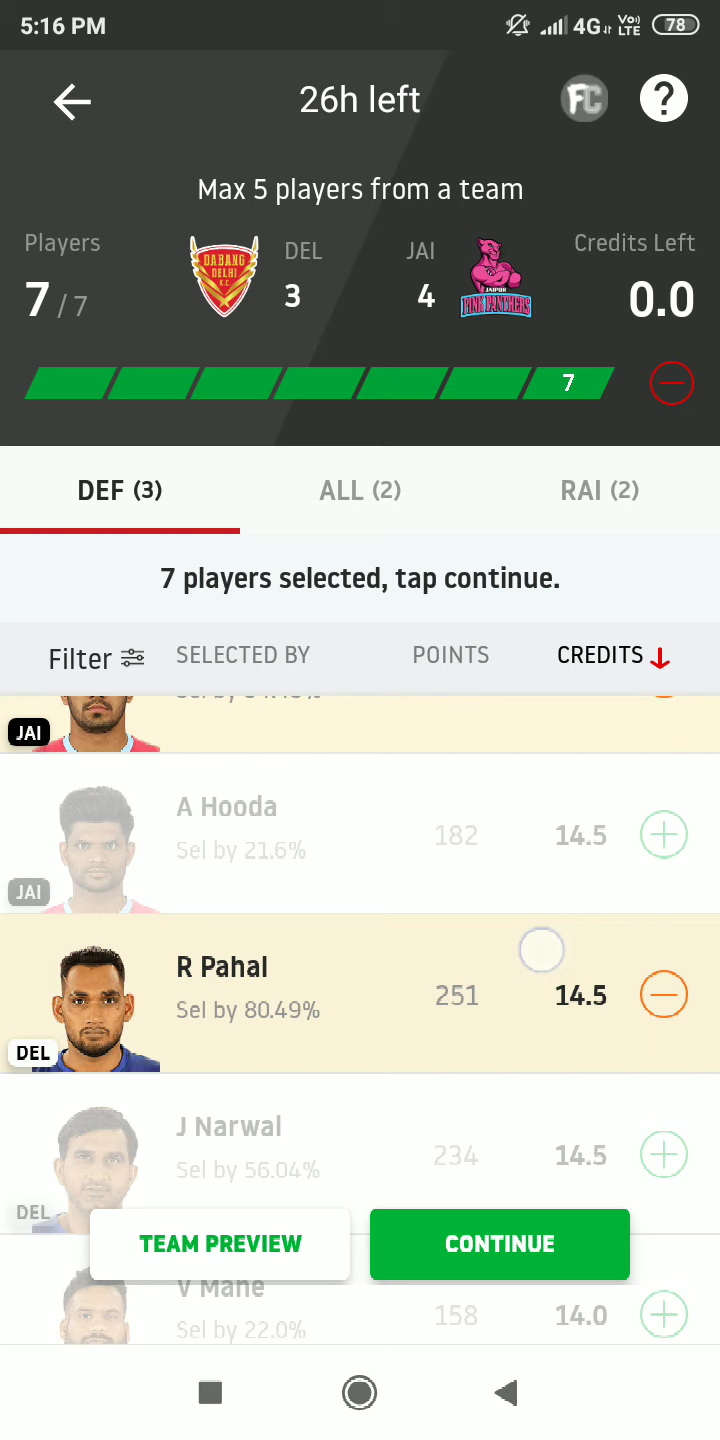 5:16 PM
4G
Vo)
LTE
78
26h left
FC
?
Max 5 players from a team
Players
7 / 7
DABANG
DELHI
K.C.
DEL
3
JAI
4
JAIPUR
PINK PANTHERS
Credits Left
0.0
7
DEF (3)
ALL (2)
RAI (2)
7 players selected, tap continue.
Filter
SELECTED BY
POINTS
CREDITS
JAI
A Hooda
Sel by 21.6%
182
14.5
JAI
R Pahal
Sel by 80.49%
251
14.5
DEL
J Narwal
Sel by 56.04%
234
14.5
DEL
TEAM PREVIEW
CONTINUE
V Mane
Sel by 22.0%
158
14.0